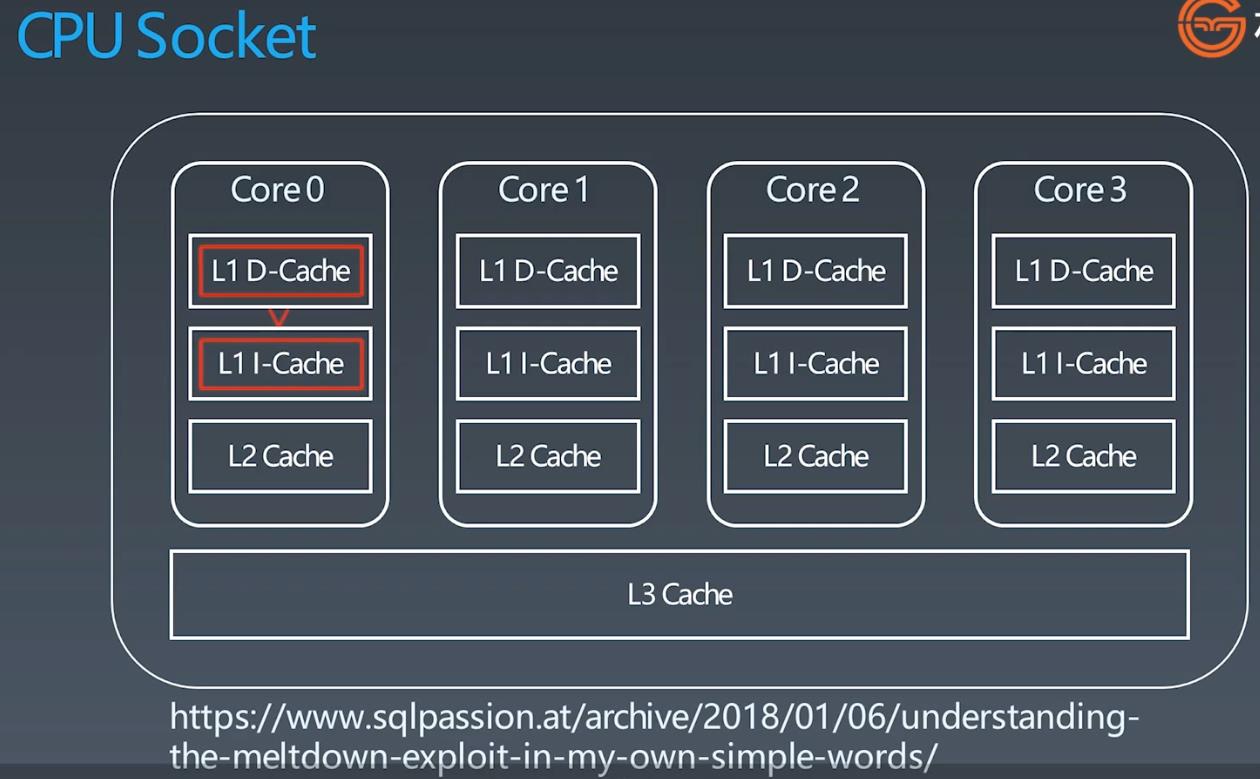 CPU Socket
Core 0
Core 1
Core 2
Core 3
L1 D-Cache
L1 D-Cache
L1 D-Cache
L1 D-Cache
L1 I-Cache
L1 I-Cache
L1 I-Cache
L1 I-Cache
L2 Cache
L2 Cache
L2 Cache
L2 Cache
L3 Cache
https://www.sqlpassion.at/archive/2018/01/06/understanding-
the-meltdown-exploit-in-my-own-simple-words/